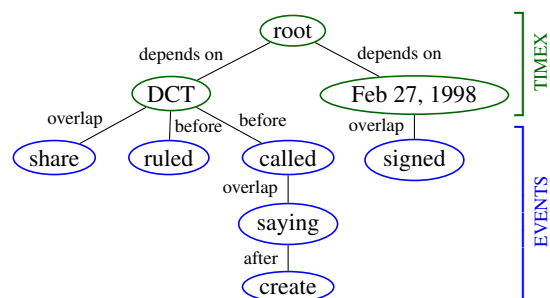 root
depends on
depends on
DCT
Feb 27, 1998
TIMEX
overlap
before
before
overlap
share
ruled
called
signed
overlap
saying
after
create
EVENTS